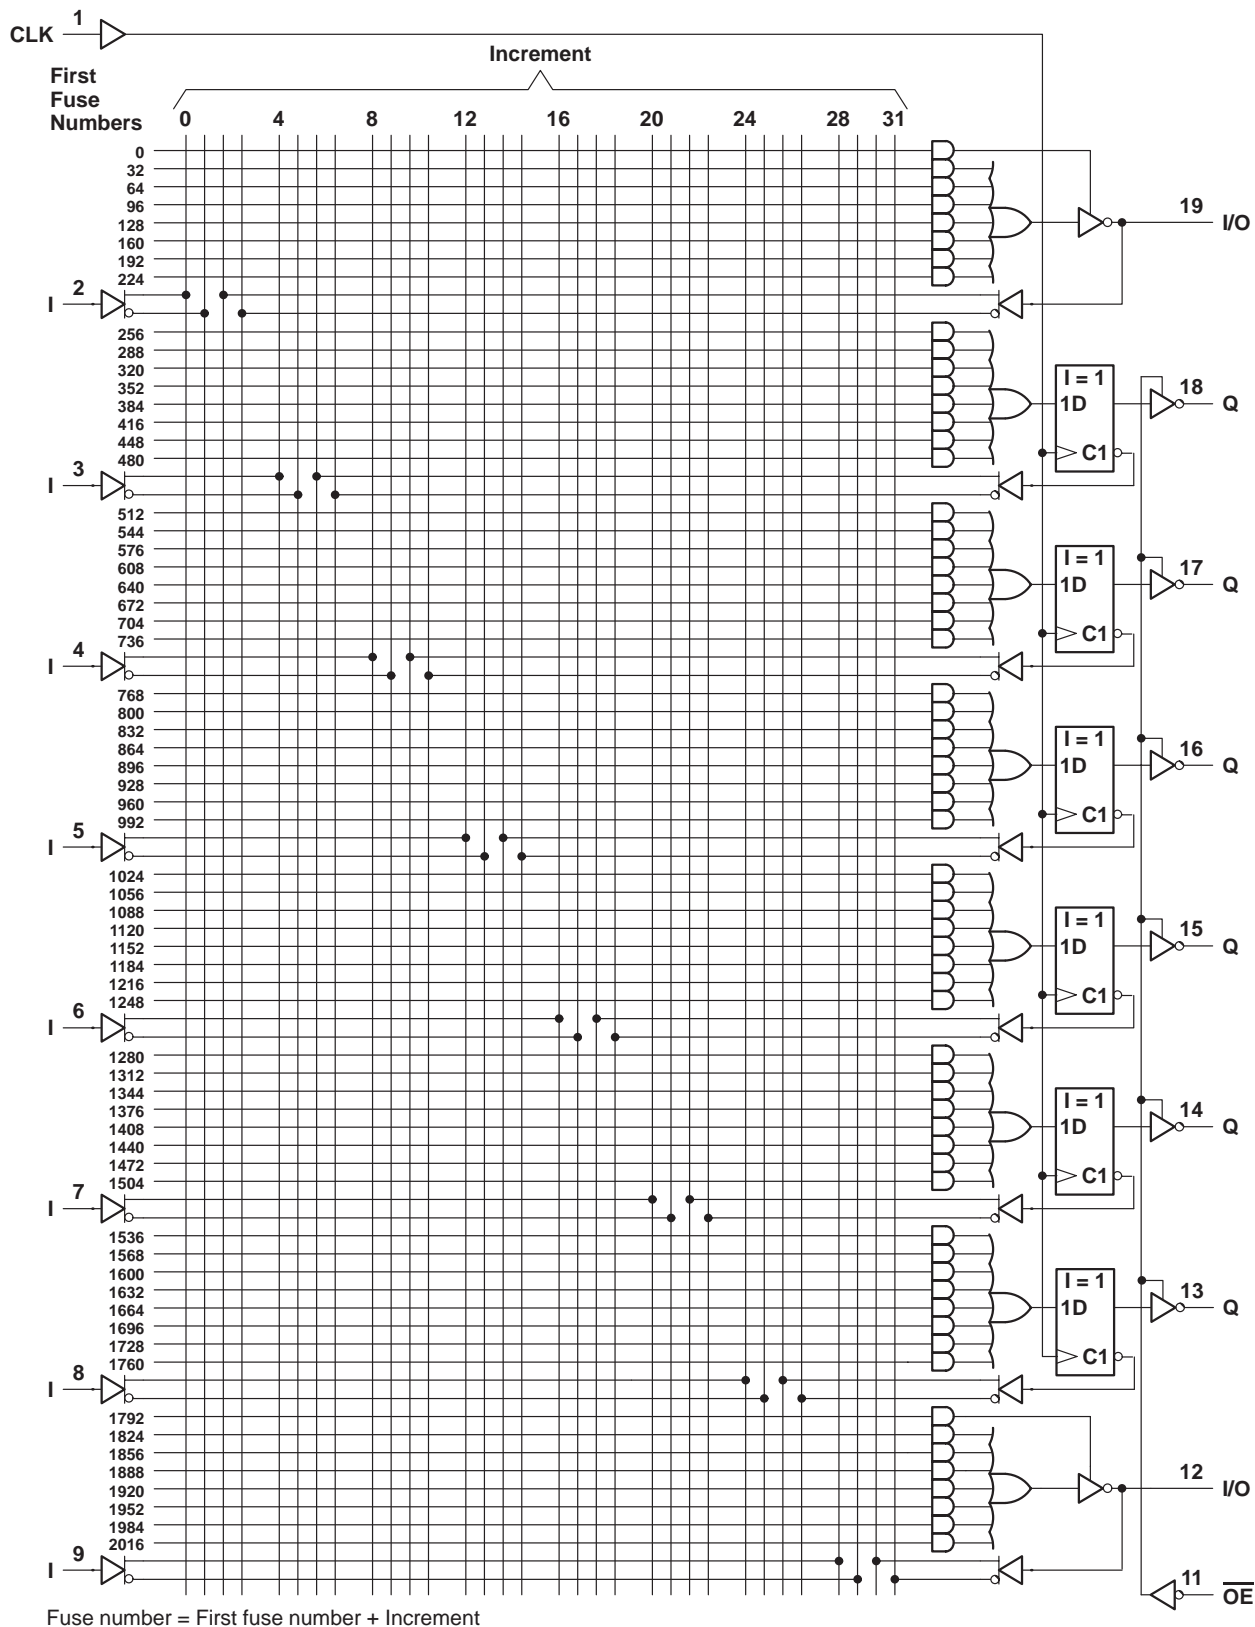 CLK 1
Increment
First
Fuse
Numbers
0 4 8 12 16 20 24 28 31
0
32
64
96
128
160
192
224
19 I/O
I 2
256
288
320
352
384
416
448
480
I = 1
1D
C1
18 Q
I 3
512
544
576
608
640
672
704
736
I = 1
1D
C1
17 Q
I 4
768
800
832
864
896
928
960
992
I = 1
1D
C1
16 Q
I 5
1024
1056
1088
1120
1152
1184
1216
1248
I = 1
1D
C1
15 Q
I 6
1280
1312
1344
1376
1408
1440
1472
1504
I = 1
1D
C1
14 Q
I 7
1536
1568
1600
1632
1664
1696
1728
1760
I = 1
1D
C1
13 Q
I 8
1792
1824
1856
1888
1920
1952
1984
2016
12 I/O
I 9
11 O̅E̅
Fuse number = First fuse number + Increment